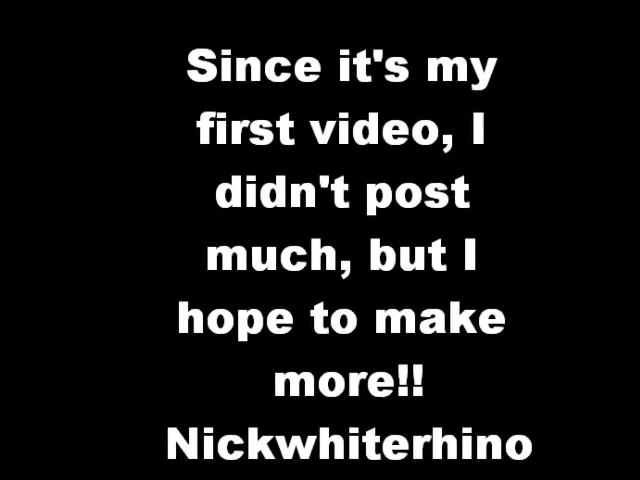 Since it's my
first video, I
didn't post
much, but I
hope to make
more!!
Nickwhiterhino